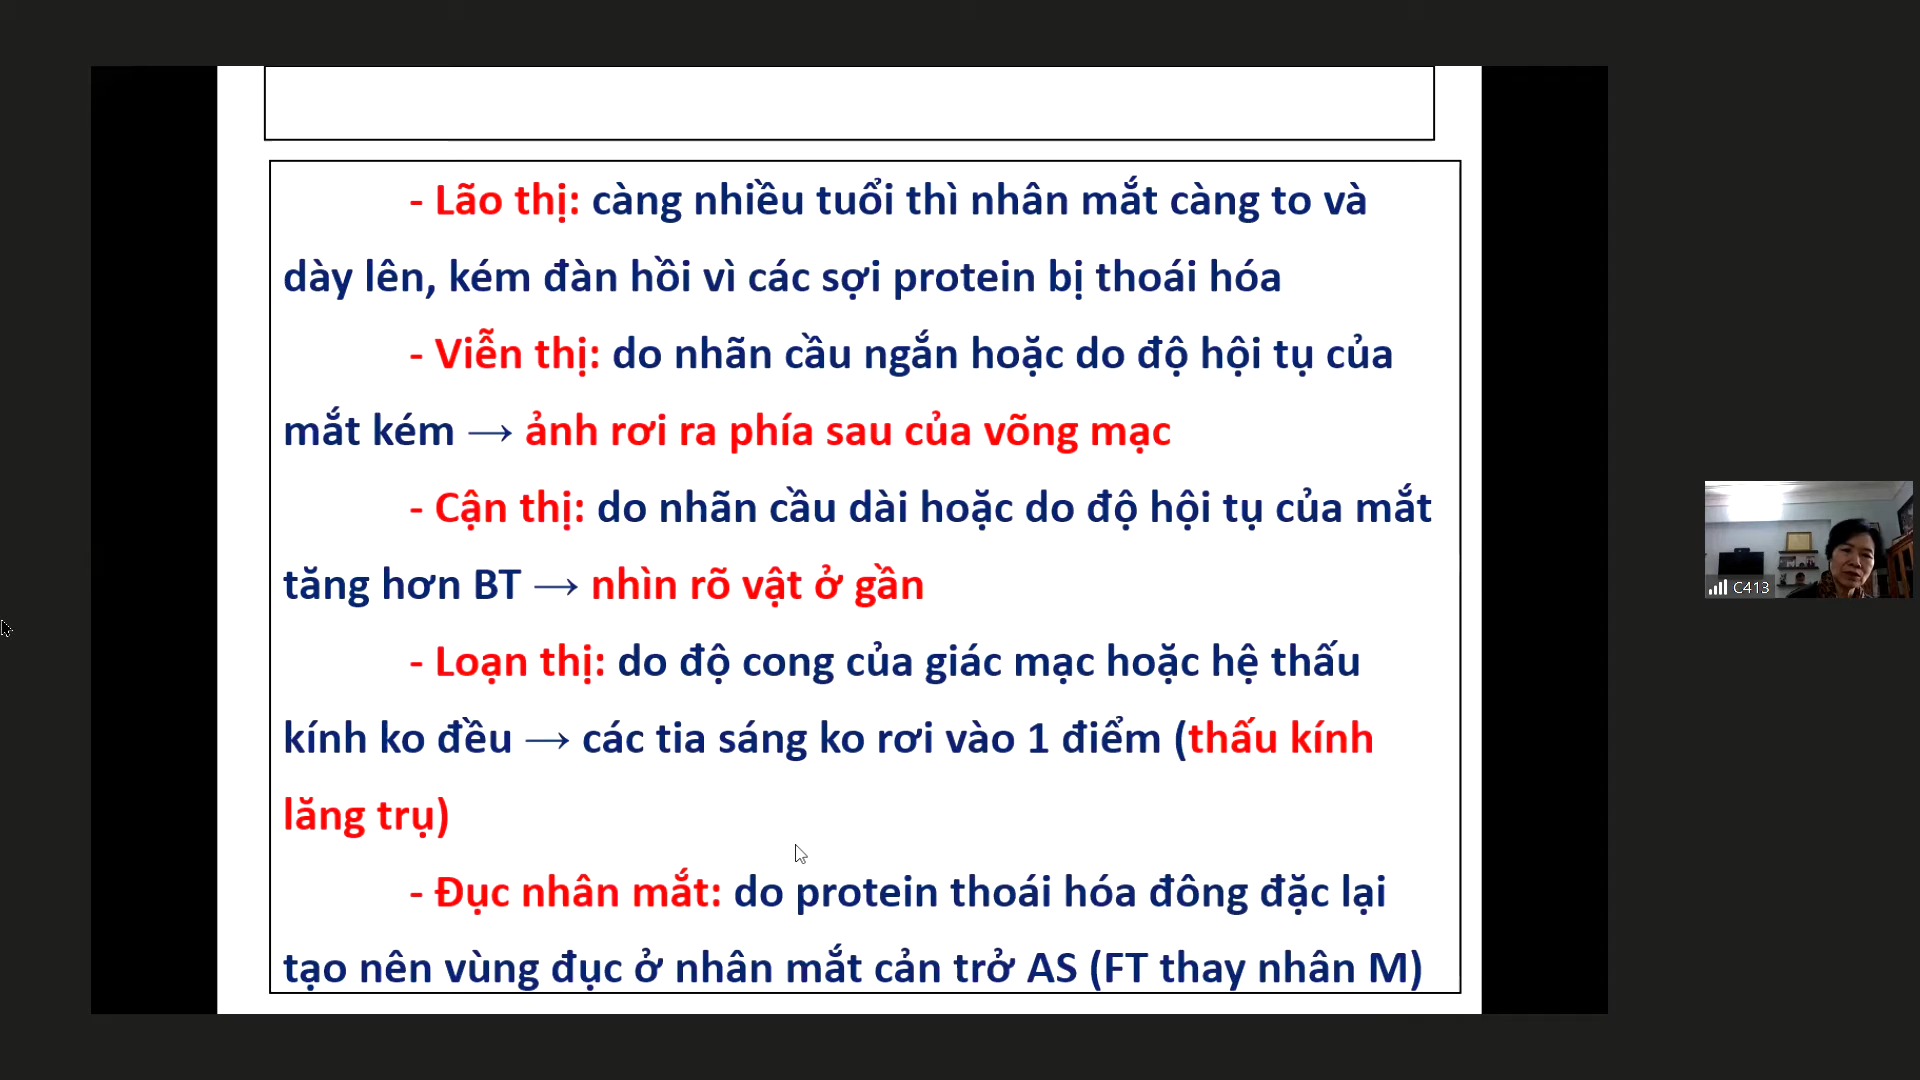 - Lão thị: càng nhiều tuổi thì nhân mắt càng to và
dày lên, kém đàn hồi vì các sợi protein bị thoái hóa
- Viễn thị: do nhãn cầu ngắn hoặc do độ hội tụ của
mắt kém → ảnh rơi ra phía sau của võng mạc
- Cận thị: do nhãn cầu dài hoặc do độ hội tụ của mắt
tăng hơn BT → nhìn rõ vật ở gần
- Loạn thị: do độ cong của giác mạc hoặc hệ thấu
kính ko đều → các tia sáng ko rơi vào 1 điểm (thấu kính
lăng trụ)
- Đục nhân mắt: do protein thoái hóa đông đặc lại
tạo nên vùng đục ở nhân mắt cản trở AS (FT thay nhân M)
C413